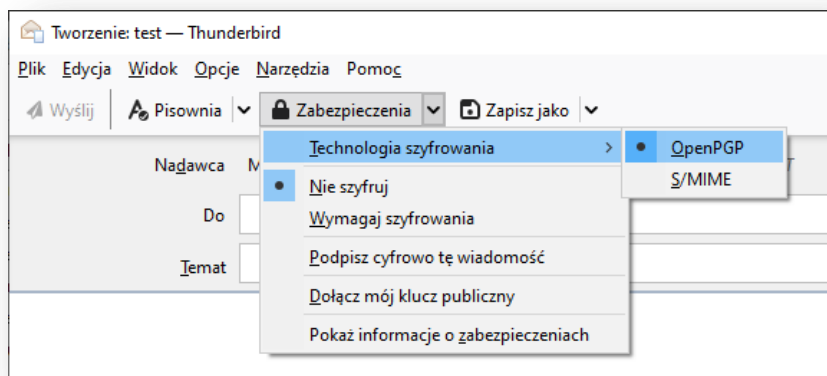 Tworzenie: test — Thunderbird
Plik Edycja Widok Opcje Narzędzia Pomoc
Wyślij Pisownia Zabezpieczenia Zapisz jako
Technologia szyfrowania OpenPGP
Nadawca
S/MIME
Nie szyfruj
Do
Wymagaj szyfrowania
Podpisz cyfrowo tę wiadomość
Temat
Dołącz mój klucz publiczny
Pokaż informacje o zabezpieczeniach